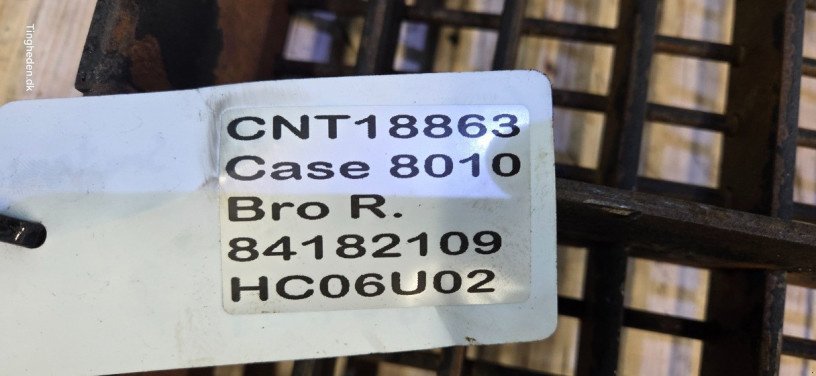 Tingheden.dk
CNT18863
Case 8010
Bro R.
84182109
HC06U02